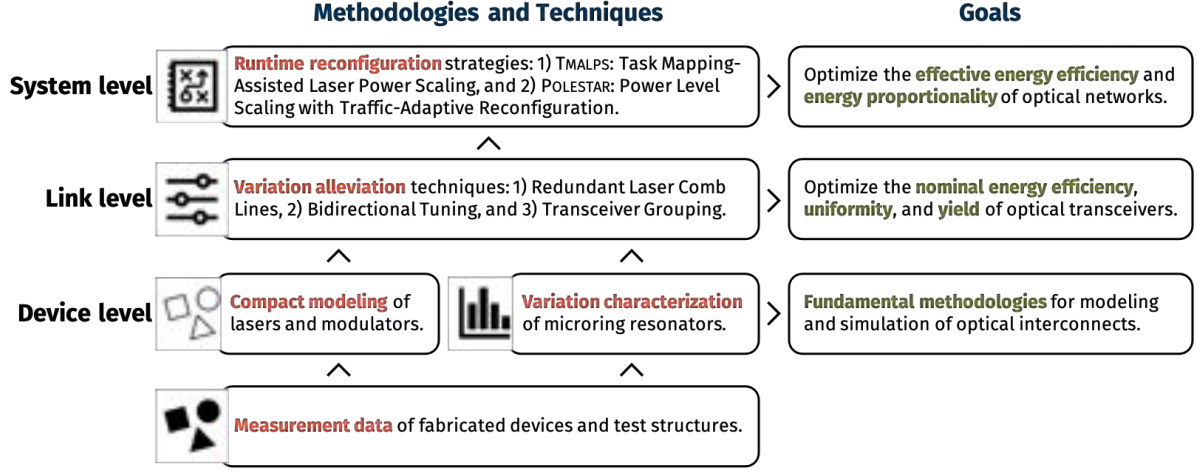 Methodologies and Techniques
Goals
System level
Runtime reconfiguration strategies: 1) TMALPS: Task Mapping-
Assisted Laser Power Scaling, and 2) POLESTAR: Power Level
Scaling with Traffic-Adaptive Reconfiguration.
Optimize the effective energy efficiency and
energy proportionality of optical networks.
Link level
Variation alleviation techniques: 1) Redundant Laser Comb
Lines, 2) Bidirectional Tuning, and 3) Transceiver Grouping.
Optimize the nominal energy efficiency,
uniformity, and yield of optical transceivers.
Device level
Compact modeling of
lasers and modulators.
Variation characterization
of microring resonators.
Fundamental methodologies for modeling
and simulation of optical interconnects.
Measurement data of fabricated devices and test structures.